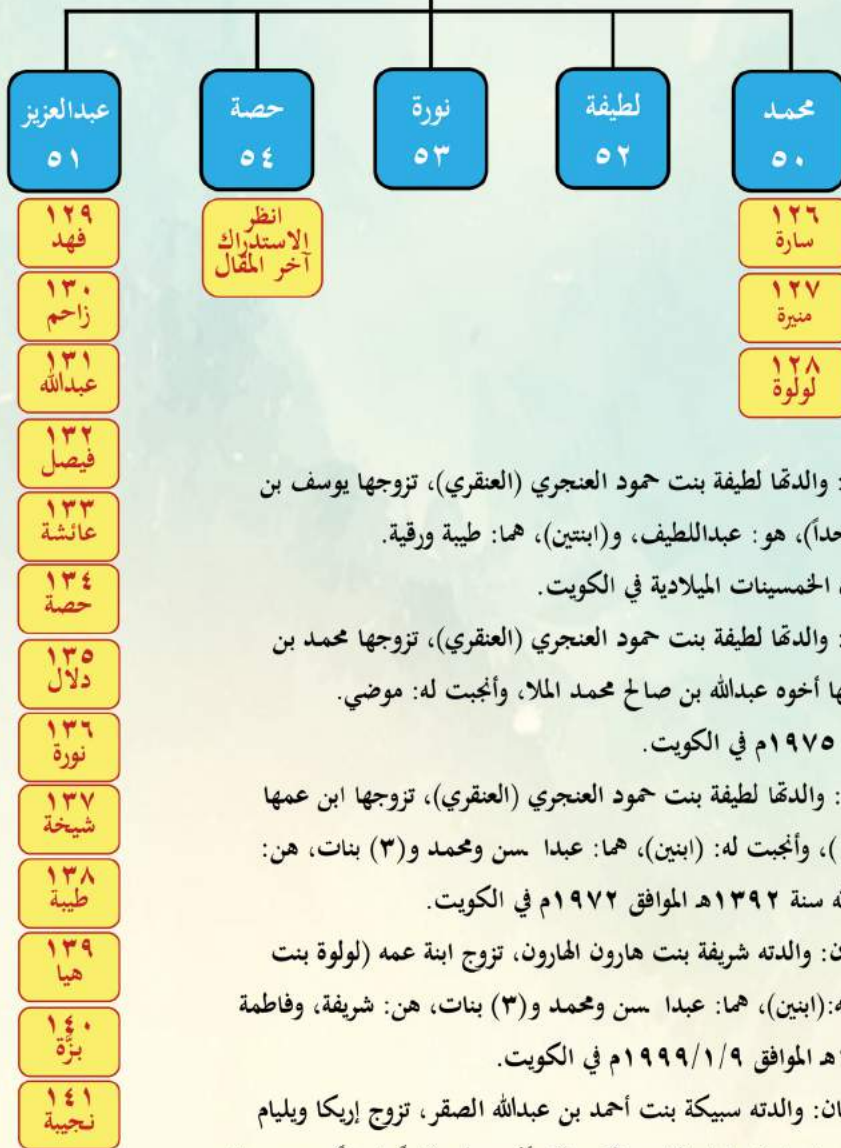 محمد
٥٠
لطيفة
٥٢
نورة
٥٣
حصة
٥٤
عبدالعزيز
٥١
١٢٦
سارة
١٢٧
منيرة
١٢٨
لولوة
انظر
الاستدراك
آخر المقال
١٢٩
فهد
١٣٠
زاحم
١٣١
عبدالله
١٣٢
فيصل
١٣٣
عائشة
١٣٤
حصة
١٣٥
دلال
١٣٦
نورة
١٣٧
شيخة
١٣٨
طيبة
١٣٩
هيا
١٤٠
بزَّة
١٤١
نجيبة
: والدتها لطيفة بنت حمود العنجري (العنقري)، تزوجها يوسف بن
حداً)، هو: عبداللطيف، و(ابنتين)، هما: طيبة ورقية.
الخمسينات الميلادية في الكويت.
: والدتها لطيفة بنت حمود العنجري (العنقري)، تزوجها محمد بن
ها أخوه عبدالله بن صالح محمد الملا، وأنجبت له: موضي.
١٩٧٥م في الكويت.
: والدتها لطيفة بنت حمود العنجري (العنقري)، تزوجها ابن عمها
)، وأنجبت له: (ابنين)، هما: عبدا سن ومحمد و(٣) بنات، هن:
ه سنة ١٣٩٢هـ الموافق ١٩٧٢م في الكويت.
ن: والدته شريفة بنت هارون الهارون، تزوج ابنة عمه (لولوة بنت
ه:(ابنين)، هما: عبدا سن ومحمد و(٣) بنات، هن: شريفة، وفاطمة
هـ الموافق ١٩٩٩/١/٩م في الكويت.
ان: والدته سبيكة بنت أحمد بن عبدالله الصقر، تزوج إريكا ويليام